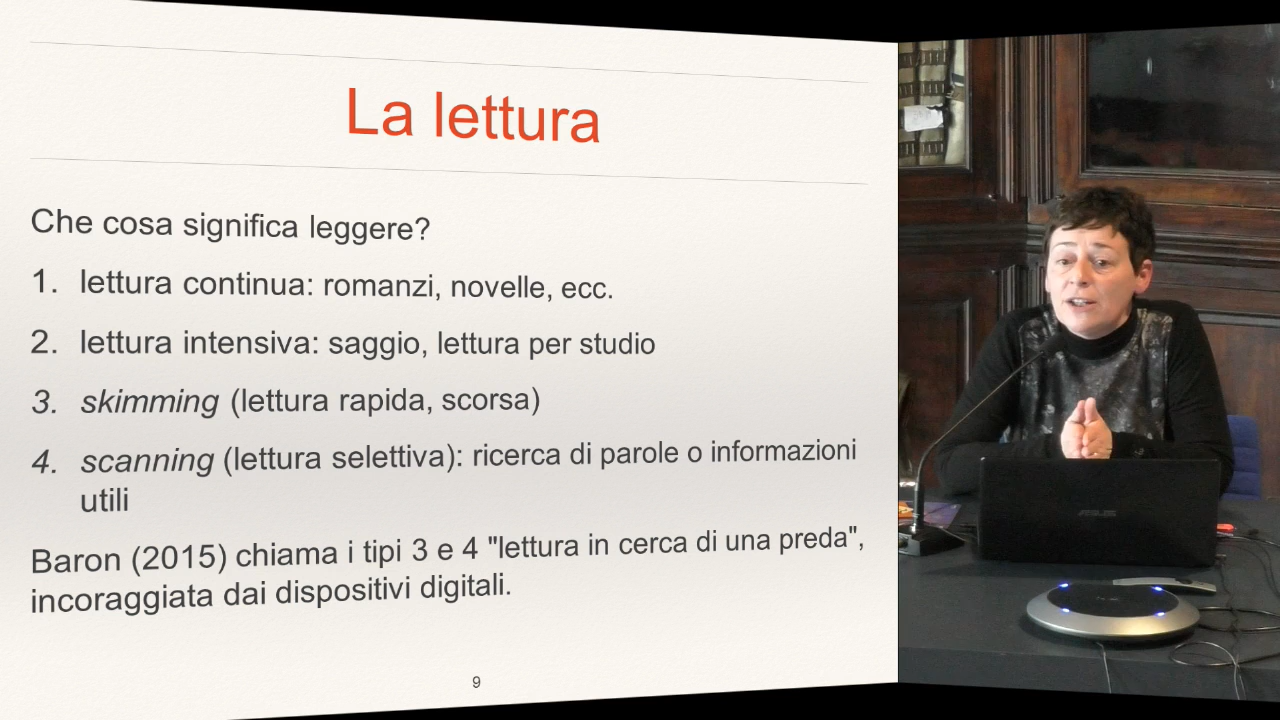 La lettura
Che cosa significa leggere?
1. lettura continua: romanzi, novelle, ecc.
2. lettura intensiva: saggio, lettura per studio
3. skimming (lettura rapida, scorsa)
4. scanning (lettura selettiva): ricerca di parole o informazioni
utili
Baron (2015) chiama i tipi 3 e 4 "lettura in cerca di una preda",
incoraggiata dai dispositivi digitali.
9
ASUS